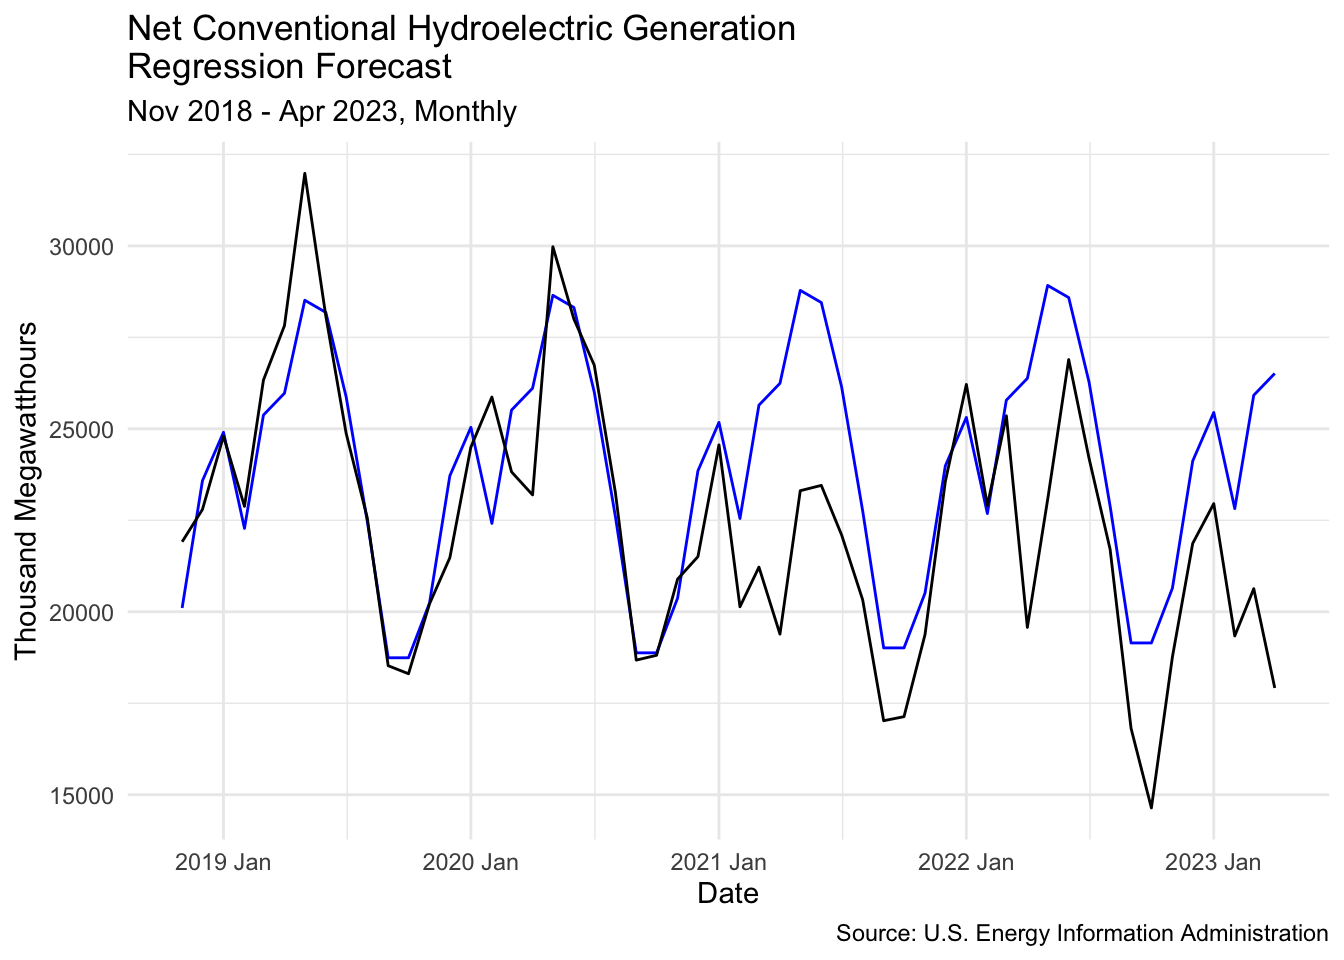 Net Conventional Hydroelectric Generation
Regression Forecast
Nov 2018 - Apr 2023, Monthly
Thousand Megawatthours
30000
25000
20000
15000
2019 Jan
2020 Jan
2021 Jan
2022 Jan
2023 Jan
Date
Source: U.S. Energy Information Administration